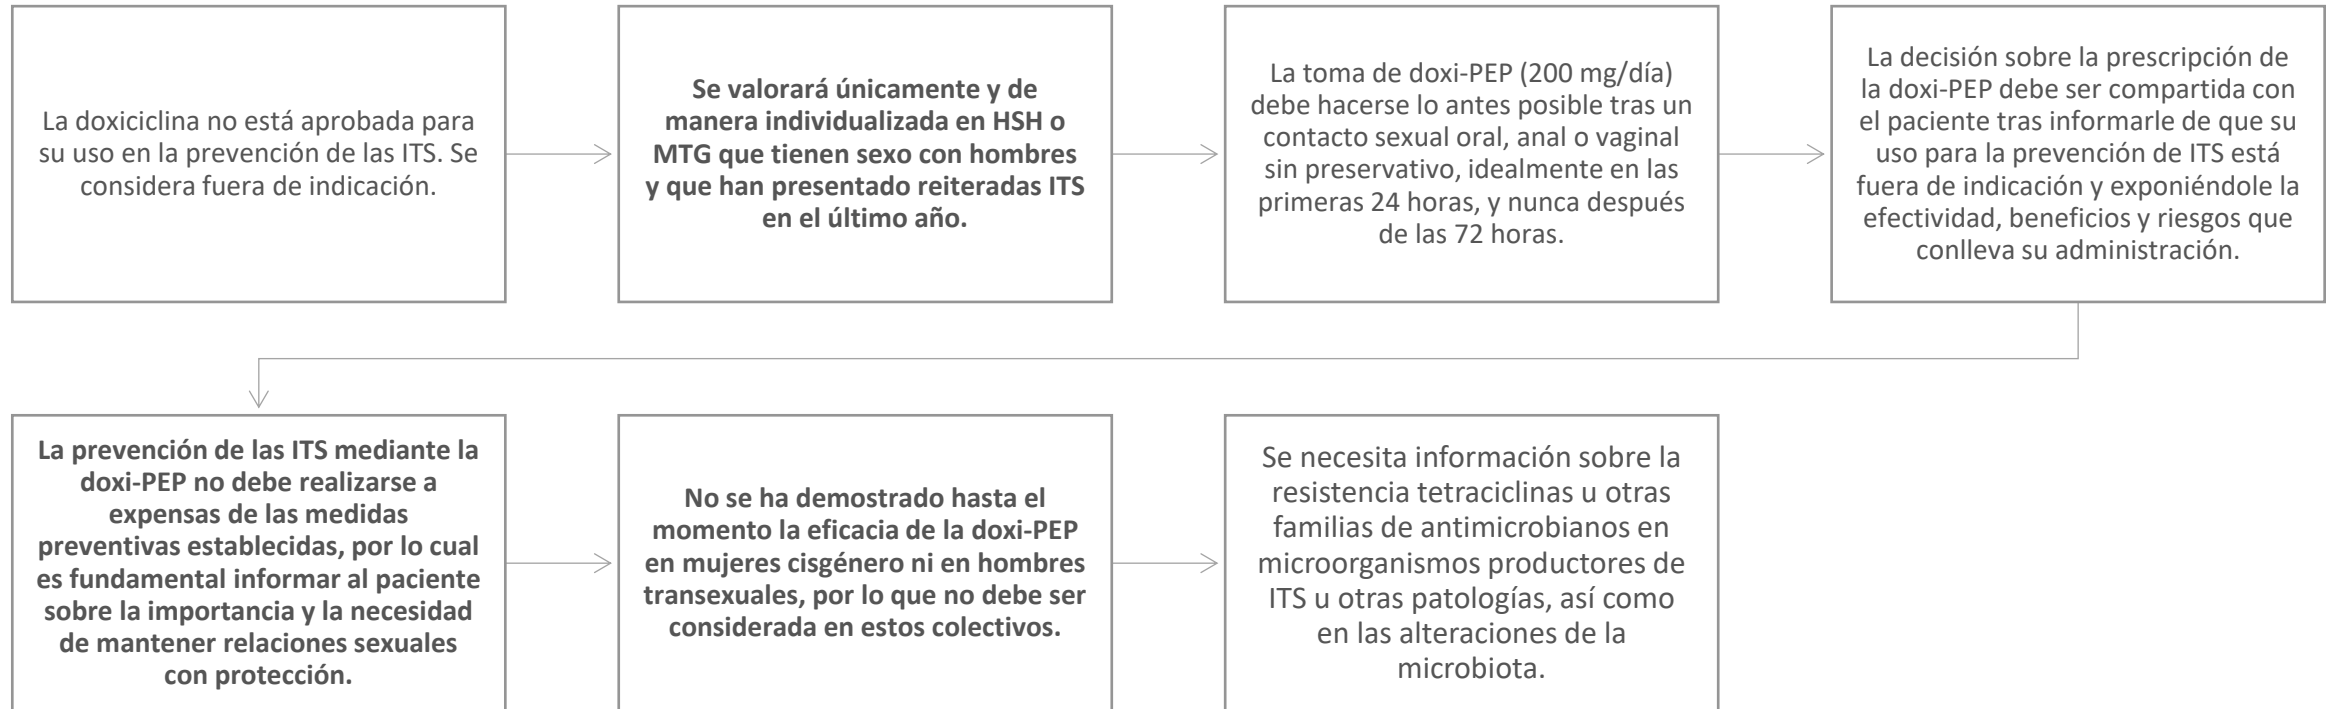 La doxiciclina no está aprobada para
su uso en la prevención de las ITS. Se
considera fuera de indicación.
Se valorará únicamente y de
manera individualizada en HSH o
MTG que tienen sexo con hombres
y que han presentado reiteradas ITS
en el último año.
La toma de doxi-PEP (200 mg/día)
debe hacerse lo antes posible tras un
contacto sexual oral, anal o vaginal
sin preservativo, idealmente en las
primeras 24 horas, y nunca después
de las 72 horas.
La decisión sobre la prescripción de
la doxi-PEP debe ser compartida con
el paciente tras informarle de que su
uso para la prevención de ITS está
fuera de indicación y exponiéndole la
efectividad, beneficios y riesgos que
conlleva su administración.
La prevención de las ITS mediante la
doxi-PEP no debe realizarse a
expensas de las medidas
preventivas establecidas, por lo cual
es fundamental informar al paciente
sobre la importancia y la necesidad
de mantener relaciones sexuales
con protección.
No se ha demostrado hasta el
momento la eficacia de la doxi-PEP
en mujeres cisgénero ni en hombres
transexuales, por lo que no debe ser
considerada en estos colectivos.
Se necesita información sobre la
resistencia tetraciclinas u otras
familias de antimicrobianos en
microorganismos productores de
ITS u otras patologías, así como
en las alteraciones de la
microbiota.